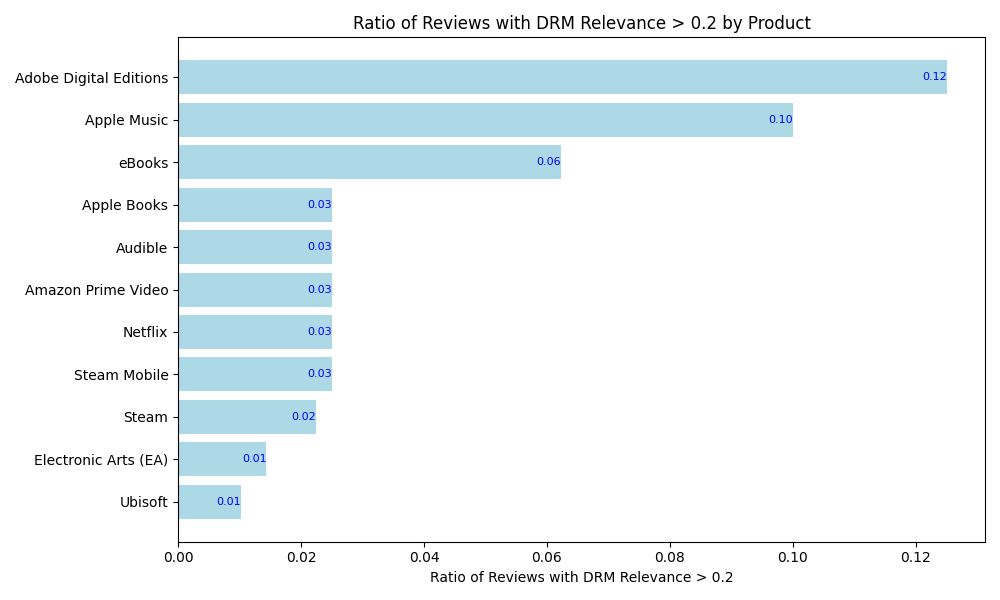 Ratio of Reviews with DRM Relevance > 0.2 by Product
Adobe Digital Editions 0.12
Apple Music 0.10
eBooks 0.06
Apple Books 0.03
Audible 0.03
Amazon Prime Video 0.03
Netflix 0.03
Steam Mobile 0.03
Steam 0.02
Electronic Arts (EA) 0.01
Ubisoft 0.01
0.00 0.02 0.04 0.06 0.08 0.10 0.12
Ratio of Reviews with DRM Relevance > 0.2